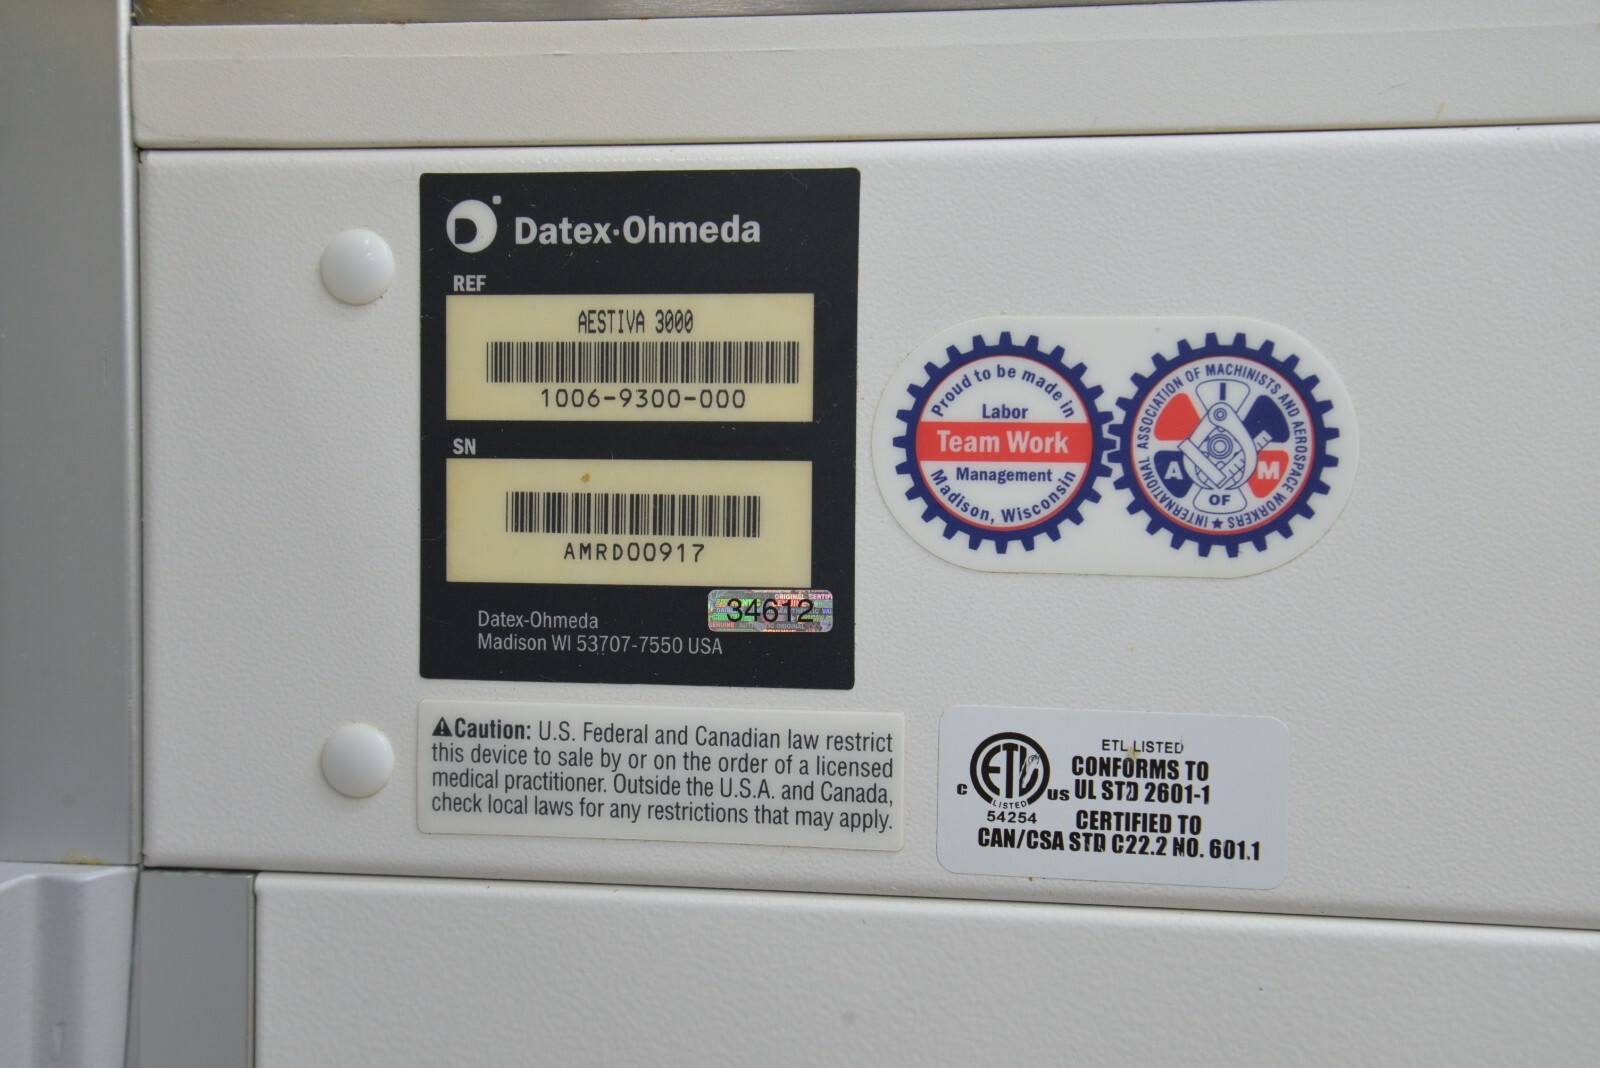 Datex·Ohmeda
REF
AESTIVA 3000
1006-9300-000
SN
AMRD00917
34612
Datex-Ohmeda
Madison WI 53707-7550 USA
Proud to be made in
Labor
Team Work
Management
Madison, Wisconsin
INTERNATIONAL ASSOCIATION OF MACHINISTS AND AEROSPACE WORKERS
I
A M
OF
Caution: U.S. Federal and Canadian law restrict
this device to sale by or on the order of a licensed
medical practitioner. Outside the U.S.A. and Canada,
check local laws for any restrictions that may apply.
ETL LISTED
CONFORMS TO
UL STD 2601-1
CERTIFIED TO
CAN/CSA STD C22.2 NO. 601.1
C ETL US
LISTED
54254